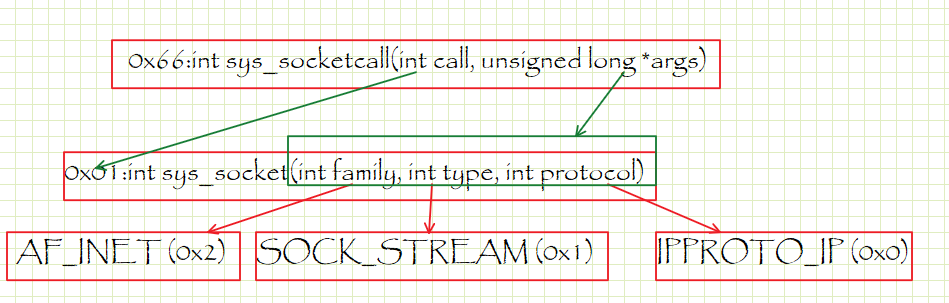 0x66:int sys_socketcall(int call, unsigned long *args)
0x01:int sys_socket(int family, int type, int protocol)
AF_INET (0x2) SOCK_STREAM (0x1) IPPROTO_IP (0x0)